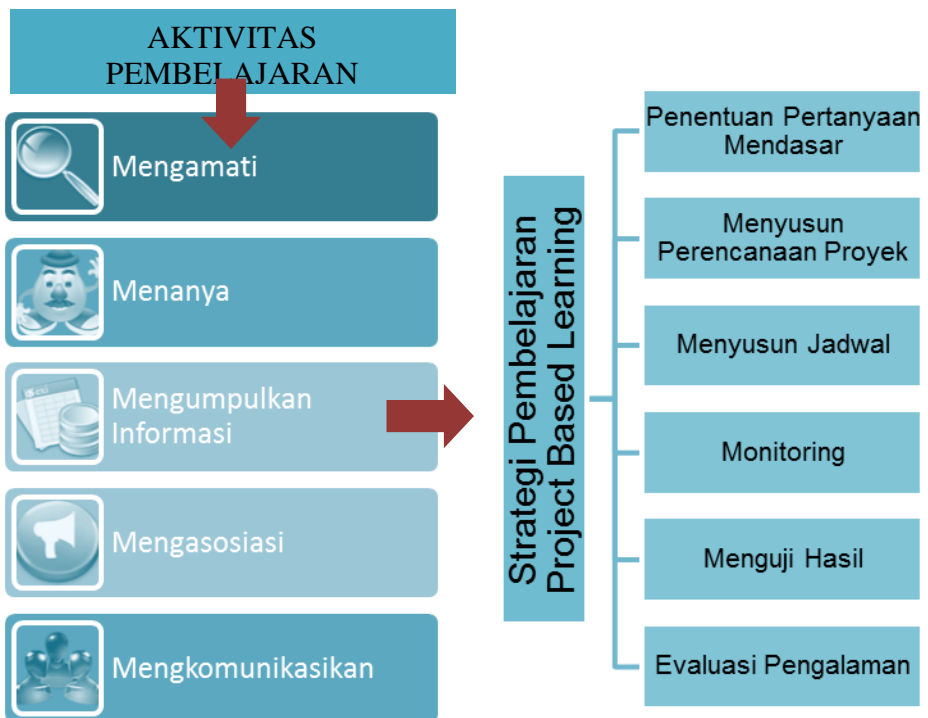 AKTIVITAS
PEMBELAJARAN
Mengamati
Menanya
Mengumpulkan
Informasi
Mengasosiasi
Mengkomunikasikan
Strategi Pembelajaran
Project Based Learning
Penentuan Pertanyaan
Mendasar
Menyusun
Perencanaan Proyek
Menyusun Jadwal
Monitoring
Menguji Hasil
Evaluasi Pengalaman